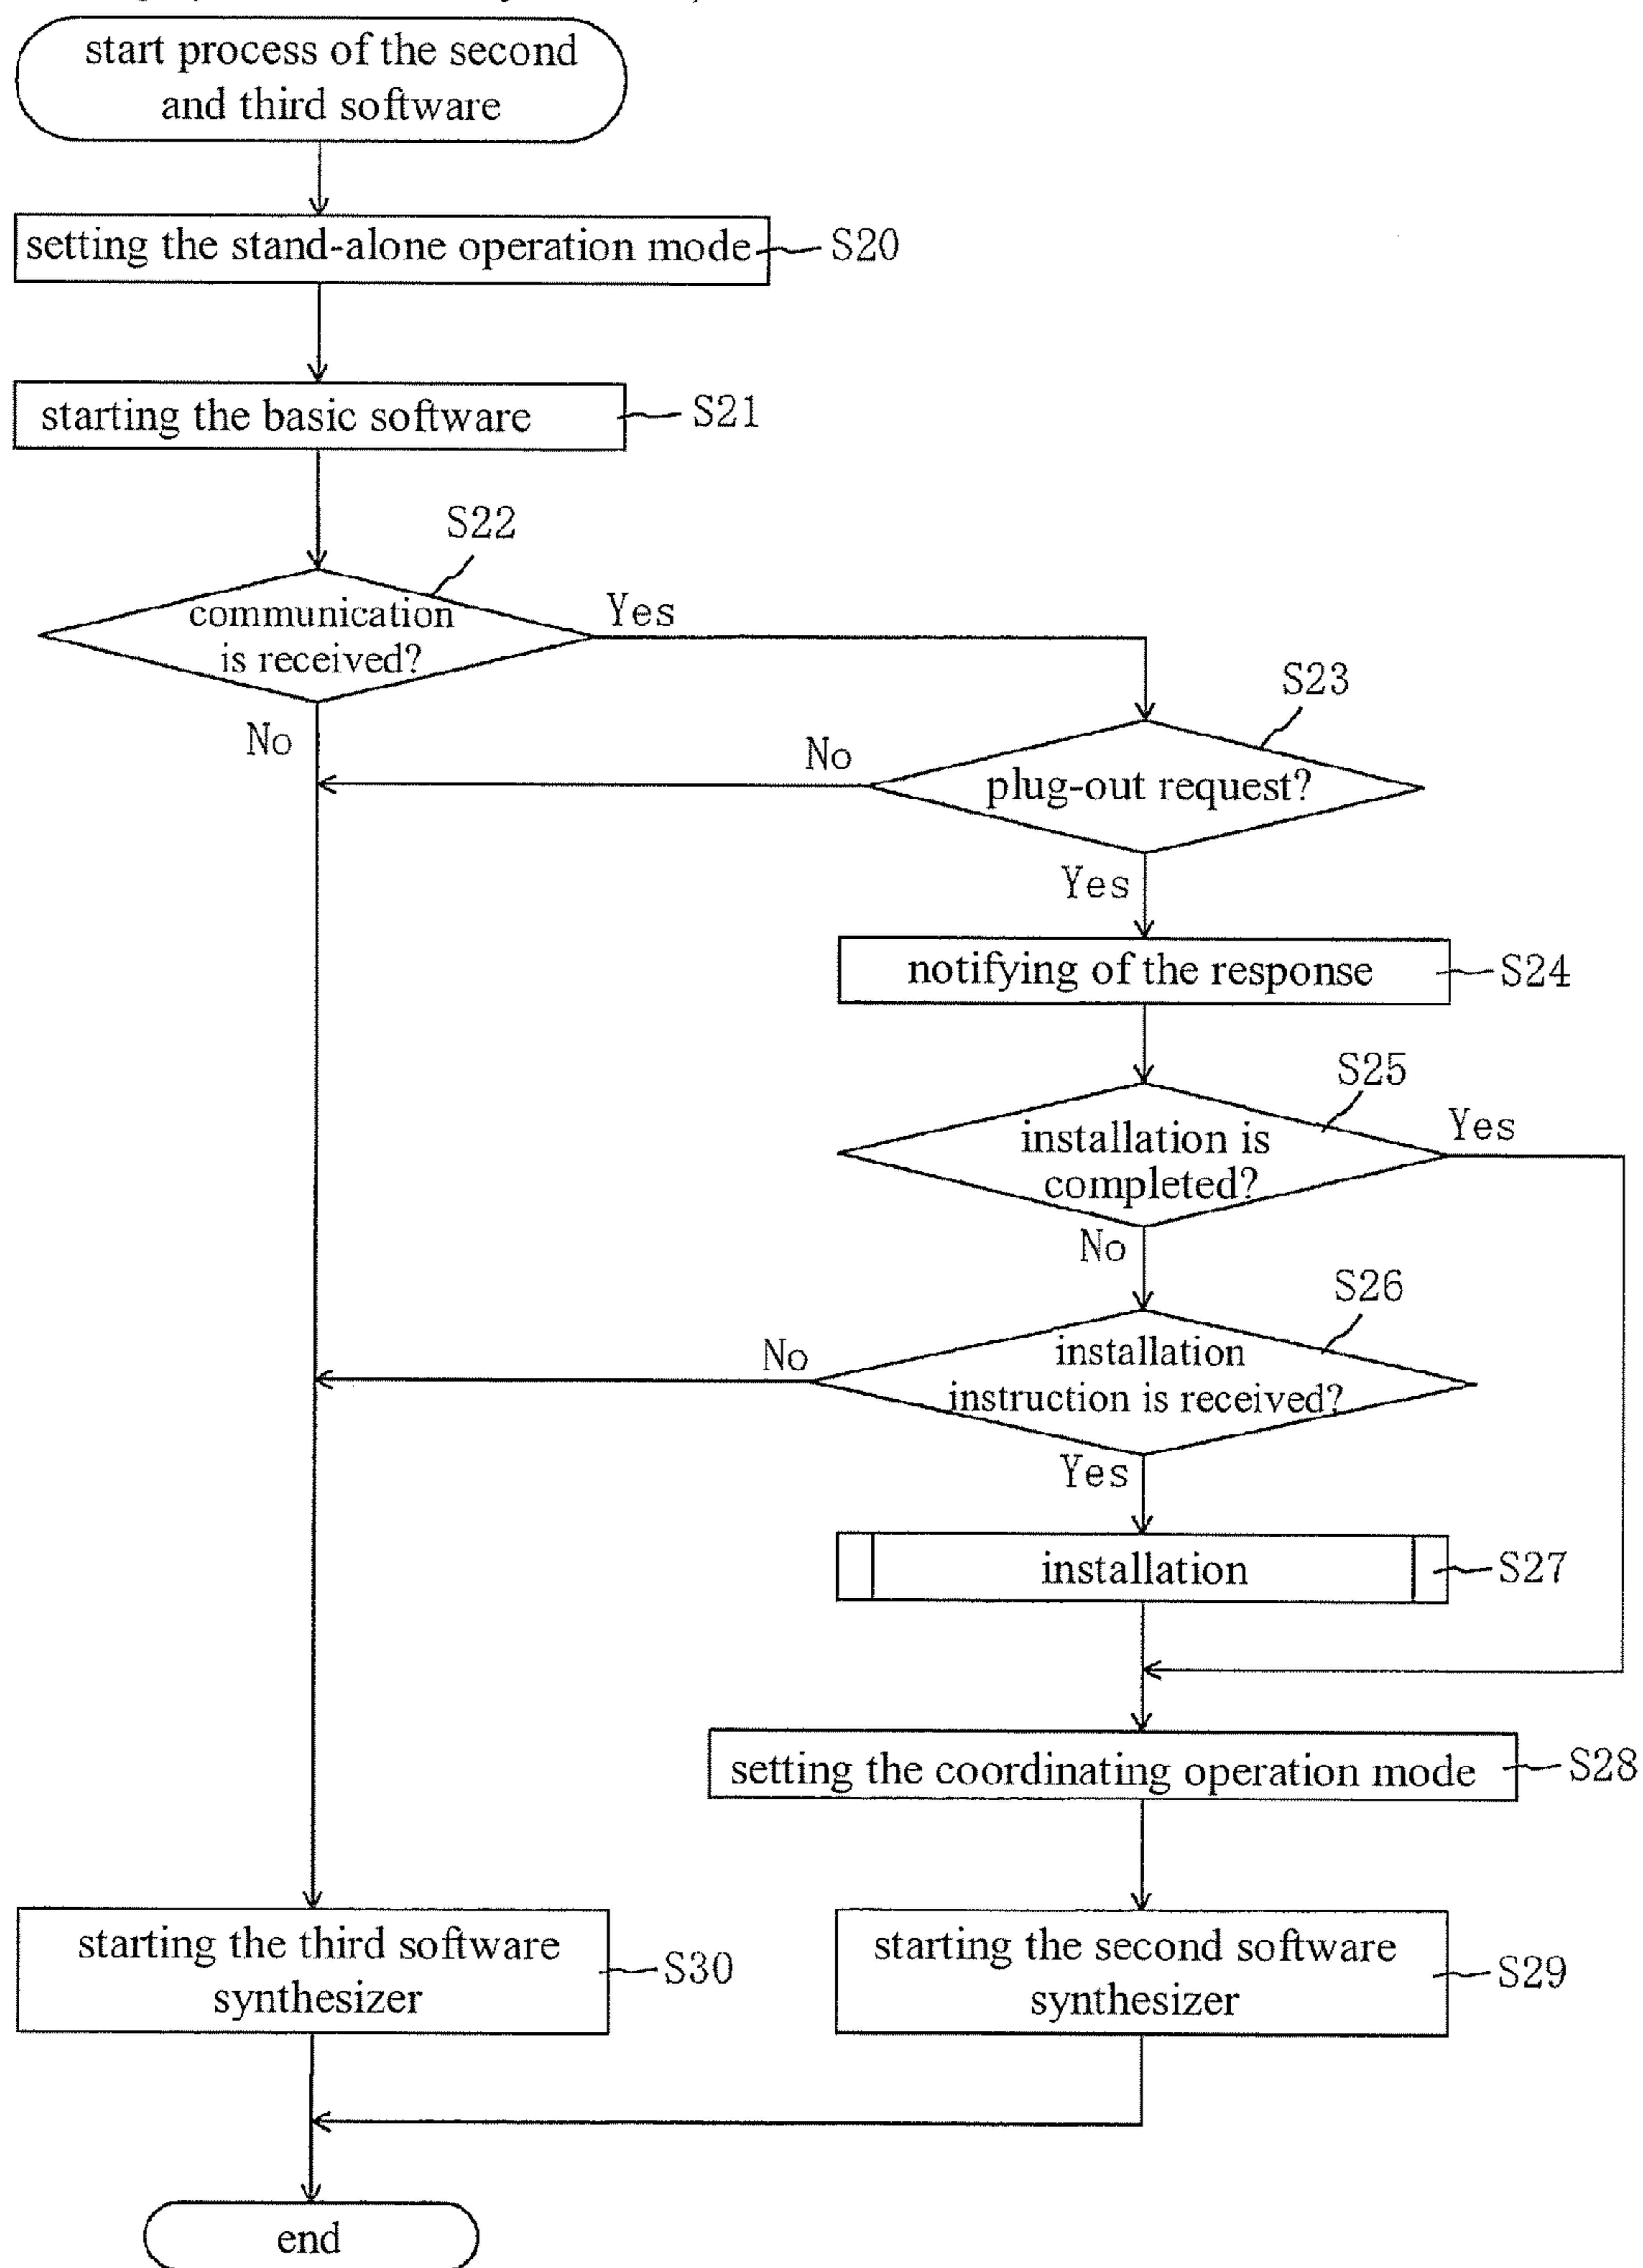 start process of the second
and third software
setting the stand-alone operation mode
S20
starting the basic software
S21
S22
communication
is received?
Yes
No
S23
No
plug-out request?
Yes
notifying of the response
S24
S25
installation is
completed?
Yes
No
S26
installation
instruction is received?
No
Yes
installation
S27
setting the coordinating operation mode
S28
starting the third software
synthesizer
S30
starting the second software
synthesizer
S29
end